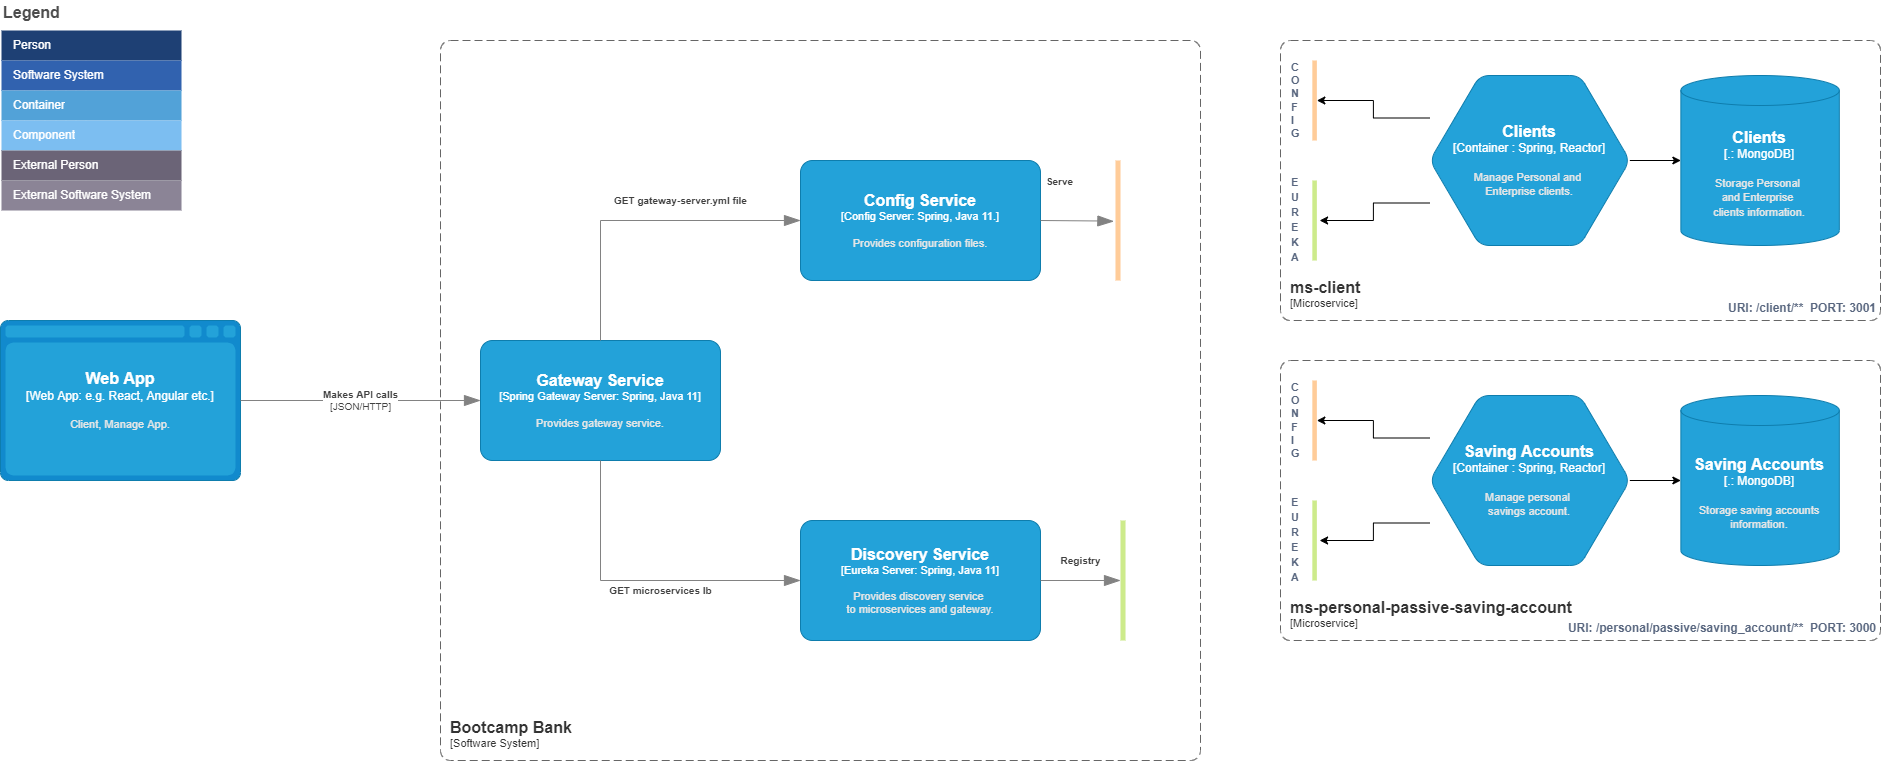 Legend
Person
Software System
Container
Component
External Person
External Software System
Web App
[Web App: e.g. React, Angular etc.]
Client, Manage App.
Makes API calls
[JSON/HTTP]
Gateway Service
[Spring Gateway Server: Spring, Java 11]
Provides gateway service.
GET gateway-server.yml file
Config Service
[Config Server: Spring, Java 11.]
Provides configuration files.
Serve
GET microservices lb
Discovery Service
[Eureka Server: Spring, Java 11]
Provides discovery service
to microservices and gateway.
Registry
Bootcamp Bank
[Software System]
C
O
N
F
I
G
E
U
R
E
K
A
Clients
[Container : Spring, Reactor]
Manage Personal and
Enterprise clients.
Clients
[.: MongoDB]
Storage Personal
and Enterprise
clients information.
ms-client
[Microservice]
URI: /client/** PORT: 3001
C
O
N
F
I
G
E
U
R
E
K
A
Saving Accounts
[Container : Spring, Reactor]
Manage personal
savings account.
Saving Accounts
[.: MongoDB]
Storage saving accounts
information.
ms-personal-passive-saving-account
[Microservice]
URI: /personal/passive/saving_account/** PORT: 3000